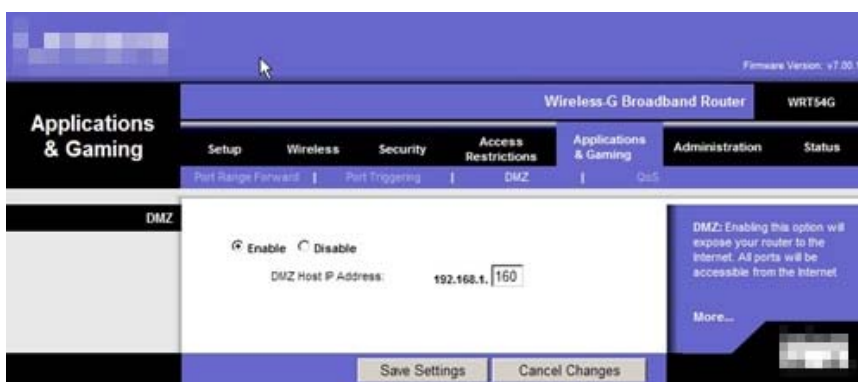 Firmware Version: v7.00.1
Wireless-G Broadband Router WRT54G
Applications & Gaming
Setup Wireless Security Access Restrictions Applications & Gaming Administration Status
Port Range Forward | Port Triggering | DMZ | QoS
DMZ
Enable Disable
DMZ Host IP Address: 192.168.1. 160
DMZ: Enabling this option will
expose your router to the
Internet. All ports will be
accessible from the Internet
More...
Save Settings Cancel Changes